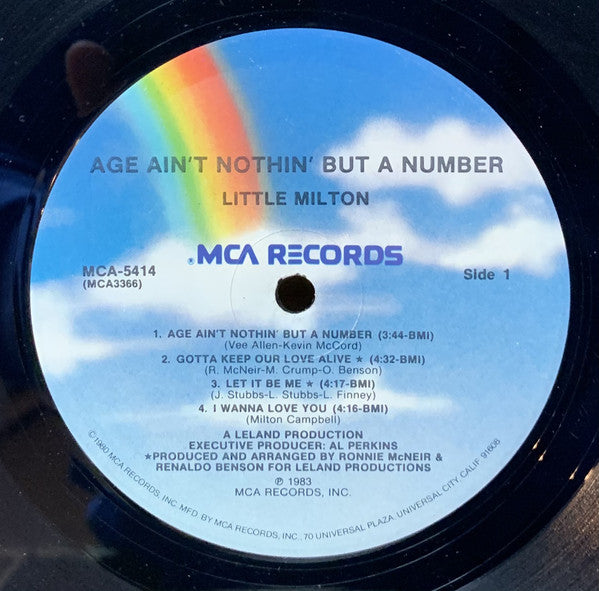 AGE AIN'T NOTHIN' BUT A NUMBER
LITTLE MILTON
®MCA RECORDS
MCA-5414
(MCA3366)
Side 1
1. AGE AIN'T NOTHIN' BUT A NUMBER (3:44-BMI)
(Vee Allen-Kevin McCord)
2. GOTTA KEEP OUR LOVE ALIVE ★ (4:32-BMI)
(R. McNeir-M. Crump-O. Benson)
3. LET IT BE ME ★ (4:17-BMI)
(J. Stubbs-L. Stubbs-L. Finney)
4. I WANNA LOVE YOU (4:16-BMI)
(Milton Campbell)
A LELAND PRODUCTION
EXECUTIVE PRODUCER: AL PERKINS
★PRODUCED AND ARRANGED BY RONNIE McNEIR &
RENALDO BENSON FOR LELAND PRODUCTIONS
℗ 1983
MCA RECORDS, INC.
©1980 MCA RECORDS, INC. MFD. BY MCA RECORDS, INC., 70 UNIVERSAL PLAZA, UNIVERSAL CITY, CALIF. 91608